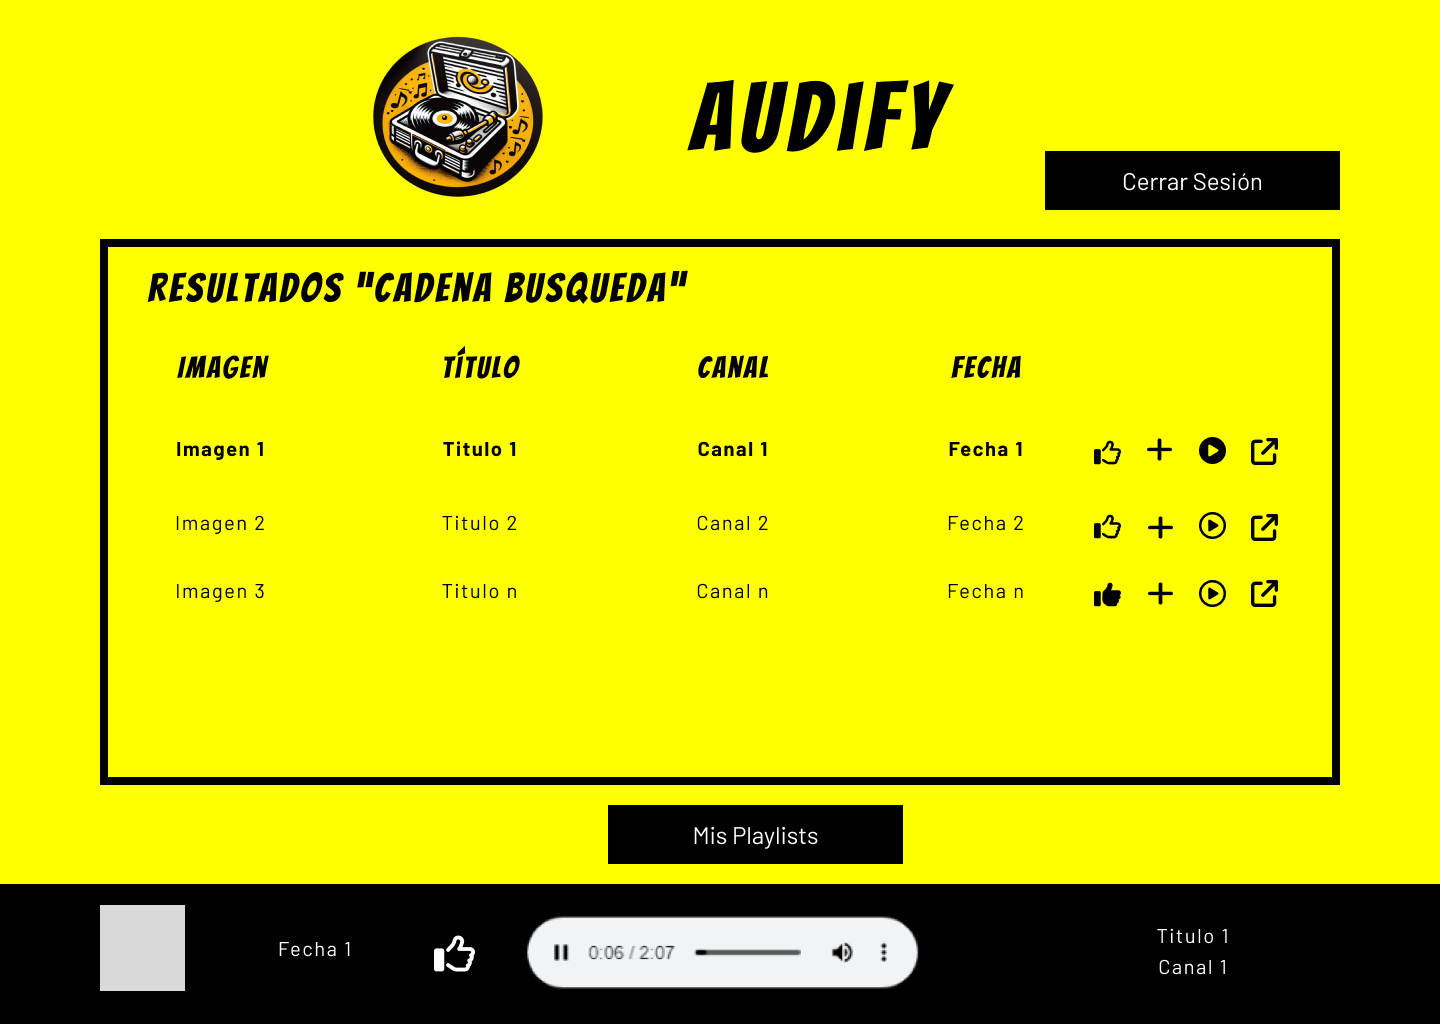 AUDIFY
Cerrar Sesión
RESULTADOS "CADENA BUSQUEDA"
IMAGEN TÍTULO CANAL FECHA
Imagen 1 Titulo 1 Canal 1 Fecha 1
Imagen 2 Titulo 2 Canal 2 Fecha 2
Imagen 3 Titulo n Canal n Fecha n
Mis Playlists
Fecha 1
0:06 / 2:07
Titulo 1
Canal 1